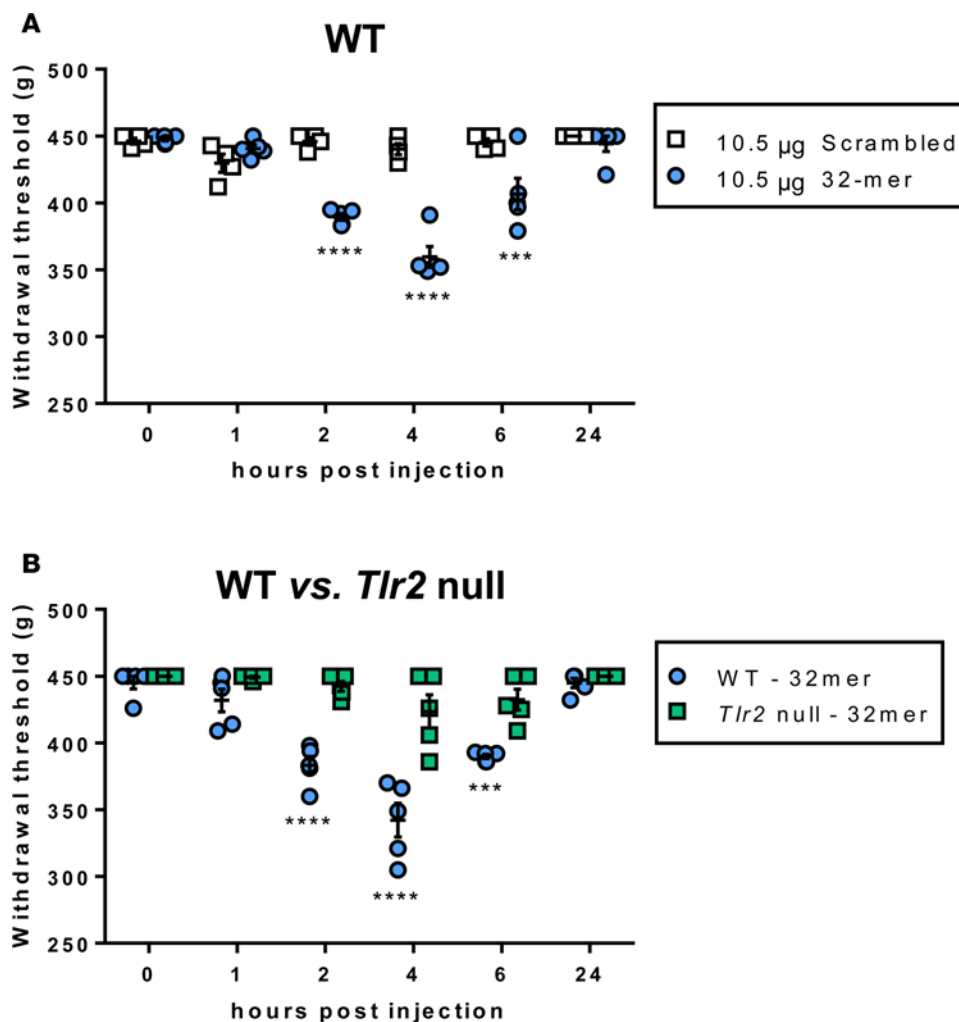 A
WT
Withdrawal threshold (g)
500
450
400
350
300
250
****
****
***
0 1 2 4 6 24
hours post injection
10.5 µg Scrambled
10.5 µg 32-mer
B
WT vs. Tlr2 null
Withdrawal threshold (g)
500
450
400
350
300
250
****
****
***
0 1 2 4 6 24
hours post injection
WT - 32mer
Tlr2 null - 32mer